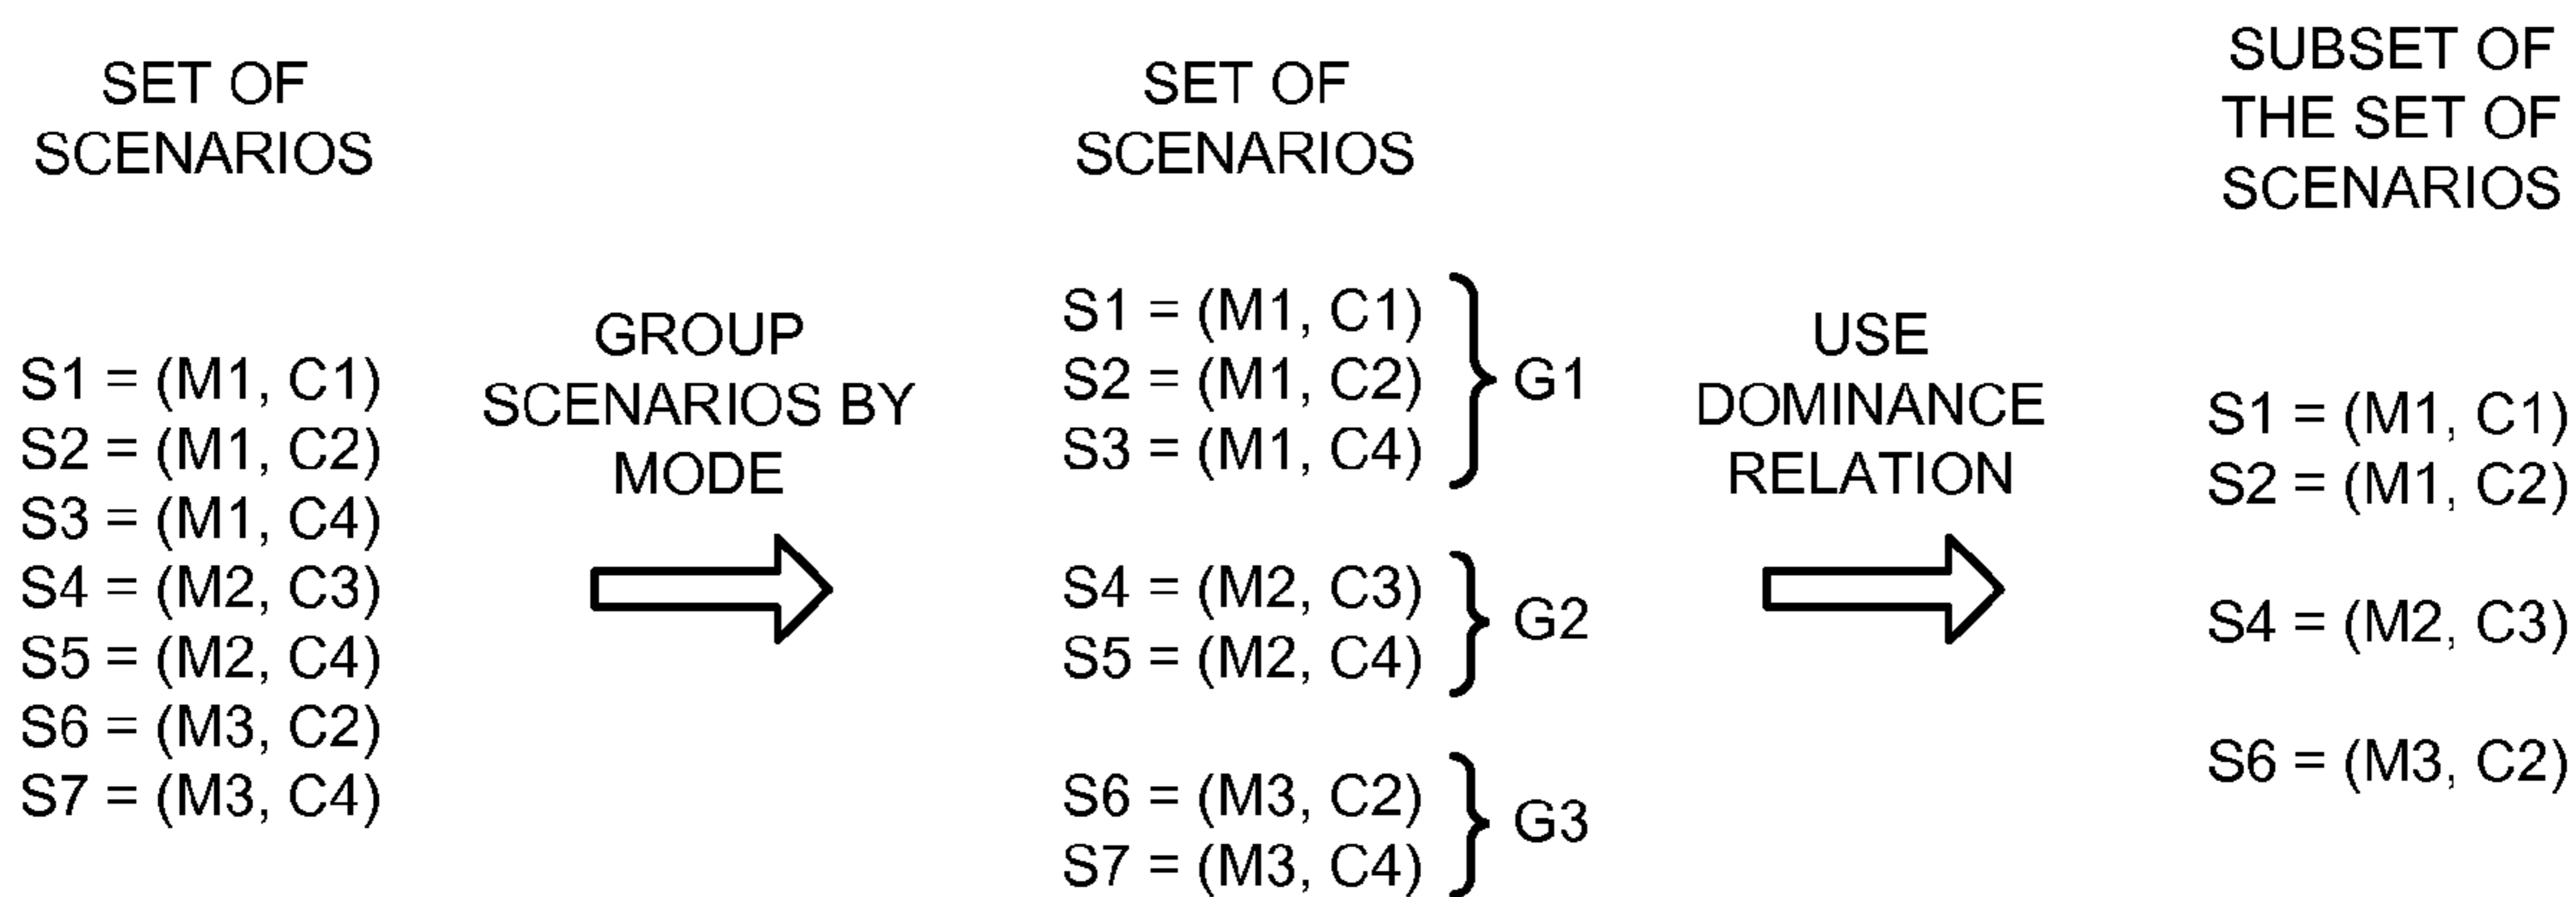 SET OF
SCENARIOS
S1 = (M1, C1)
S2 = (M1, C2)
S3 = (M1, C4)
S4 = (M2, C3)
S5 = (M2, C4)
S6 = (M3, C2)
S7 = (M3, C4)
GROUP
SCENARIOS BY
MODE
SET OF
SCENARIOS
S1 = (M1, C1)
S2 = (M1, C2)
S3 = (M1, C4)
G1
S4 = (M2, C3)
S5 = (M2, C4)
G2
S6 = (M3, C2)
S7 = (M3, C4)
G3
USE
DOMINANCE
RELATION
SUBSET OF
THE SET OF
SCENARIOS
S1 = (M1, C1)
S2 = (M1, C2)
S4 = (M2, C3)
S6 = (M3, C2)